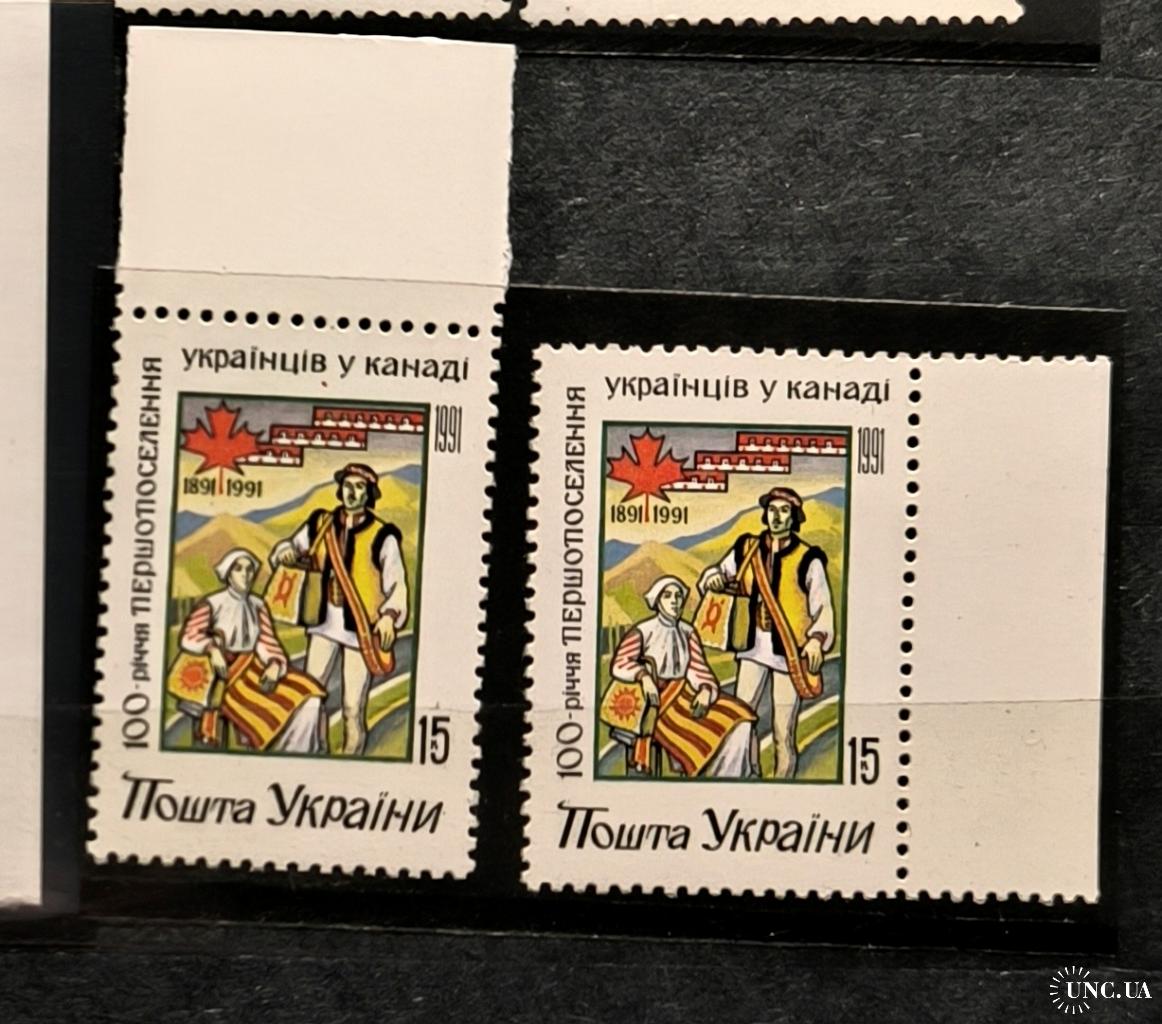 українців у канаді
100-річчя першопоселення
1991
1891 1991
15
Пошта України
українців у канаді
100-річчя першопоселення
1991
1891 1991
15
Пошта України
UNC.UA